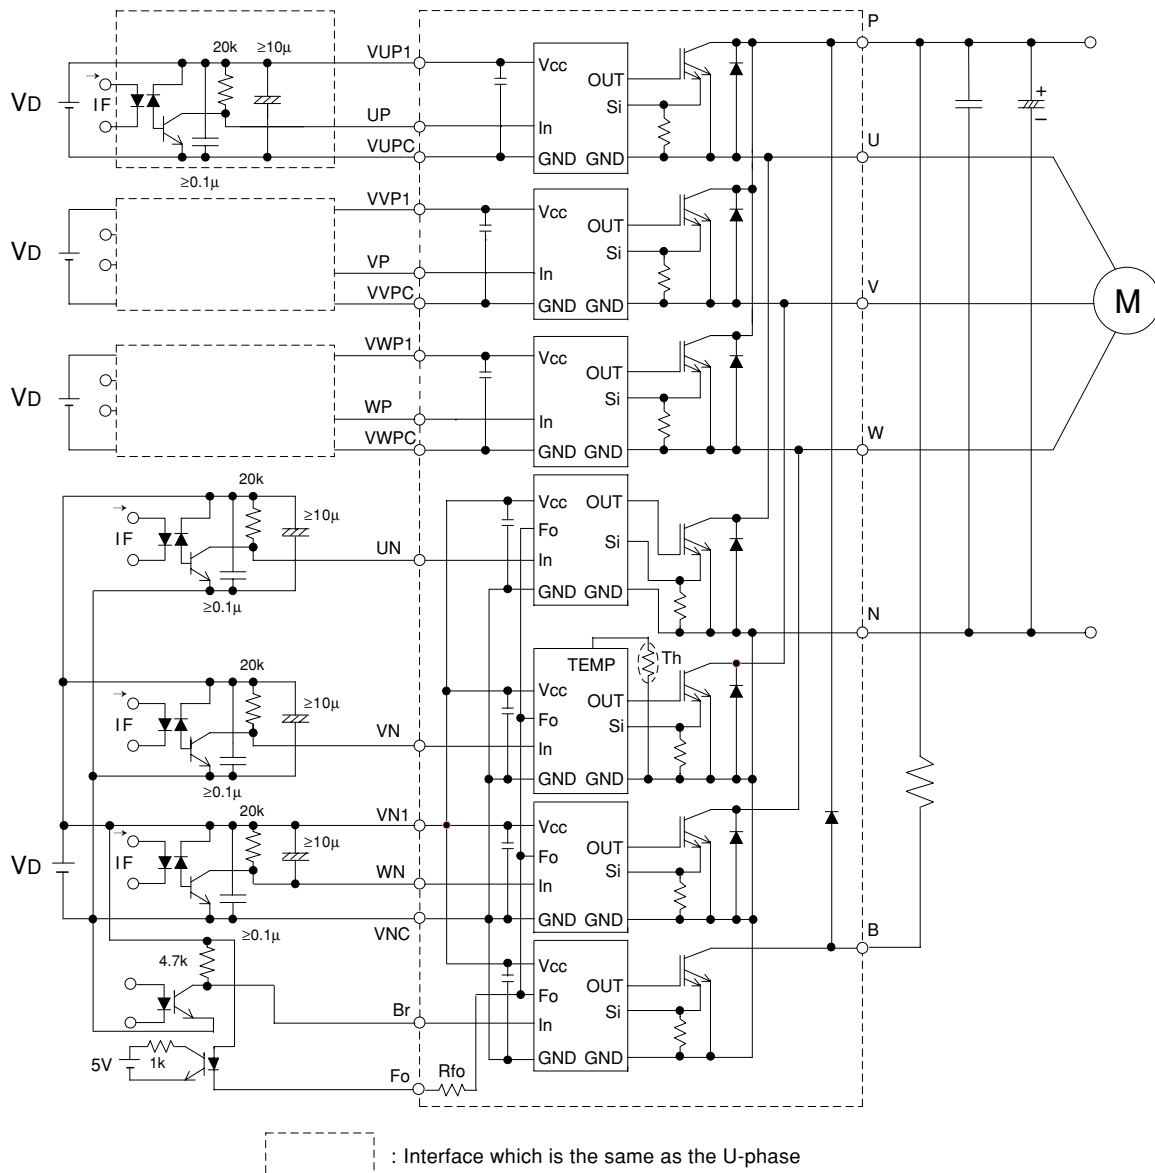 P
20k ≥10µ VUP1
Vcc
OUT
Si
VD IF
UP In
VUPC GND GND U
≥0.1µ
VVP1 Vcc
OUT
Si
VD
VP In
VVPC GND GND V
M
VWP1 Vcc
OUT
Si
VD
WP In
VWPC GND GND W
20k
≥10µ
IF
Vcc OUT
Fo
Si
UN In
GND GND
≥0.1µ
N
TEMP Th
20k
≥10µ
IF
Vcc
OUT
Fo
Si
VN In
GND GND
≥0.1µ
20k
VN1 Vcc
≥10µ
OUT
VD IF
Fo
Si
WN In
VNC GND GND
≥0.1µ
B
4.7k
Vcc
OUT
Fo
Si
Br In
GND GND
5V 1k
Fo Rfo
: Interface which is the same as the U-phase